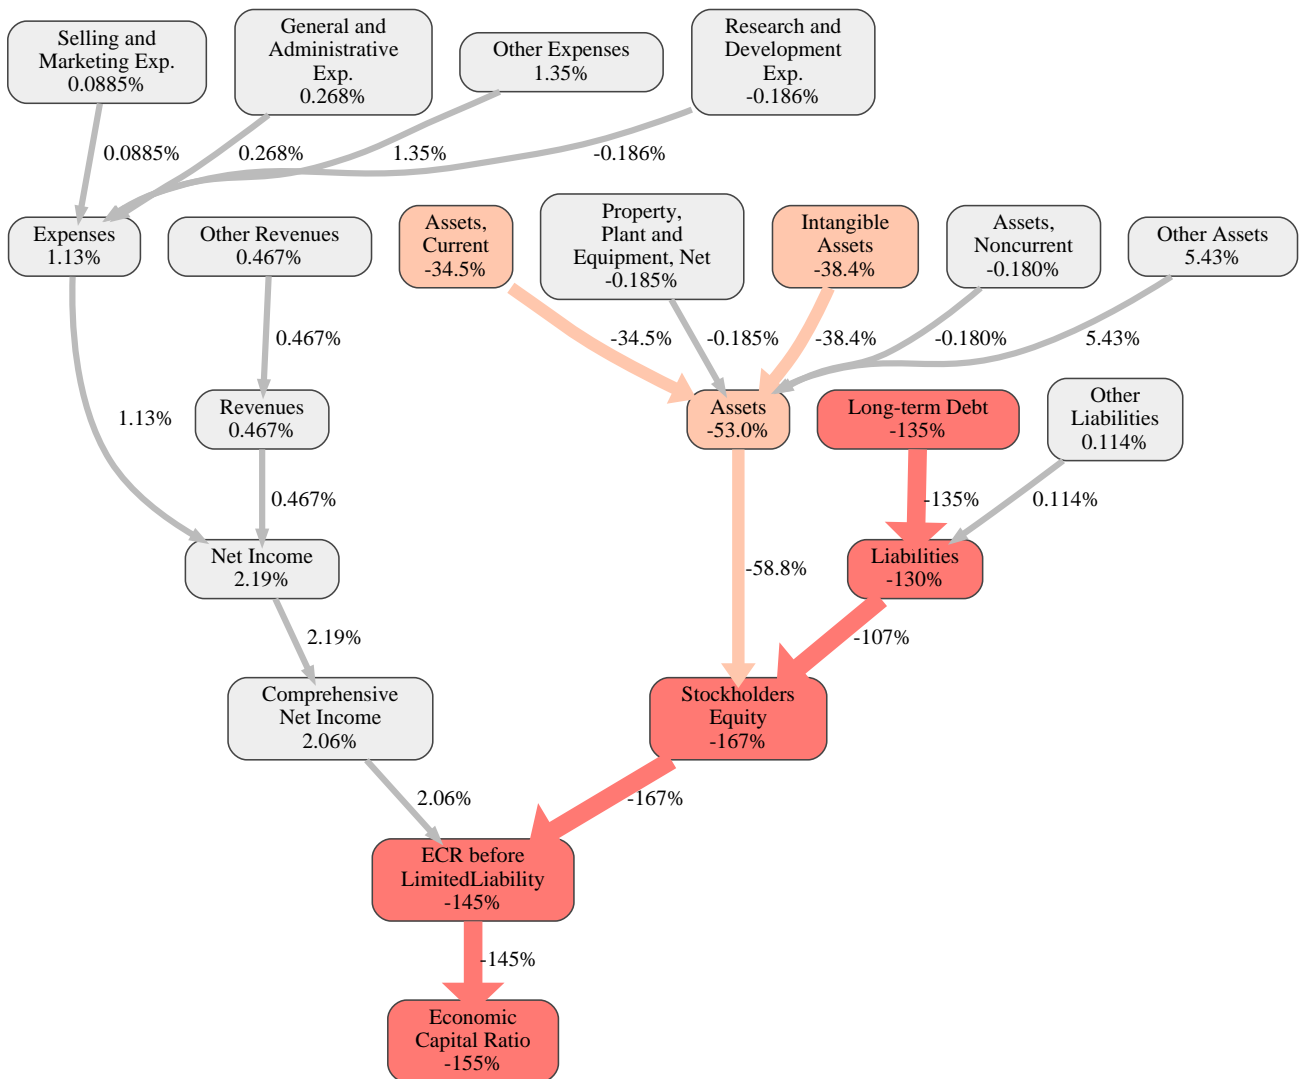 Selling and
Marketing Exp.
0.0885%
General and
Administrative
Exp.
0.268%
Other Expenses
1.35%
Research and
Development
Exp.
-0.186%
0.0885%
0.268%
1.35%
-0.186%
Expenses
1.13%
Other Revenues
0.467%
Assets,
Current
-34.5%
Property,
Plant and
Equipment, Net
-0.185%
Intangible
Assets
-38.4%
Assets,
Noncurrent
-0.180%
Other Assets
5.43%
0.467%
-34.5%
-0.185%
-38.4%
-0.180%
5.43%
1.13%
Revenues
0.467%
Assets
-53.0%
Long-term Debt
-135%
Other
Liabilities
0.114%
0.467%
-135%
0.114%
Net Income
2.19%
-58.8%
Liabilities
-130%
2.19%
-107%
Comprehensive
Net Income
2.06%
Stockholders
Equity
-167%
2.06%
-167%
ECR before
LimitedLiability
-145%
-145%
Economic
Capital Ratio
-155%